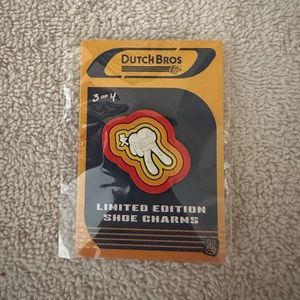 DUTCH BROS
3 OF 4
LIMITED EDITION
SHOE CHARMS